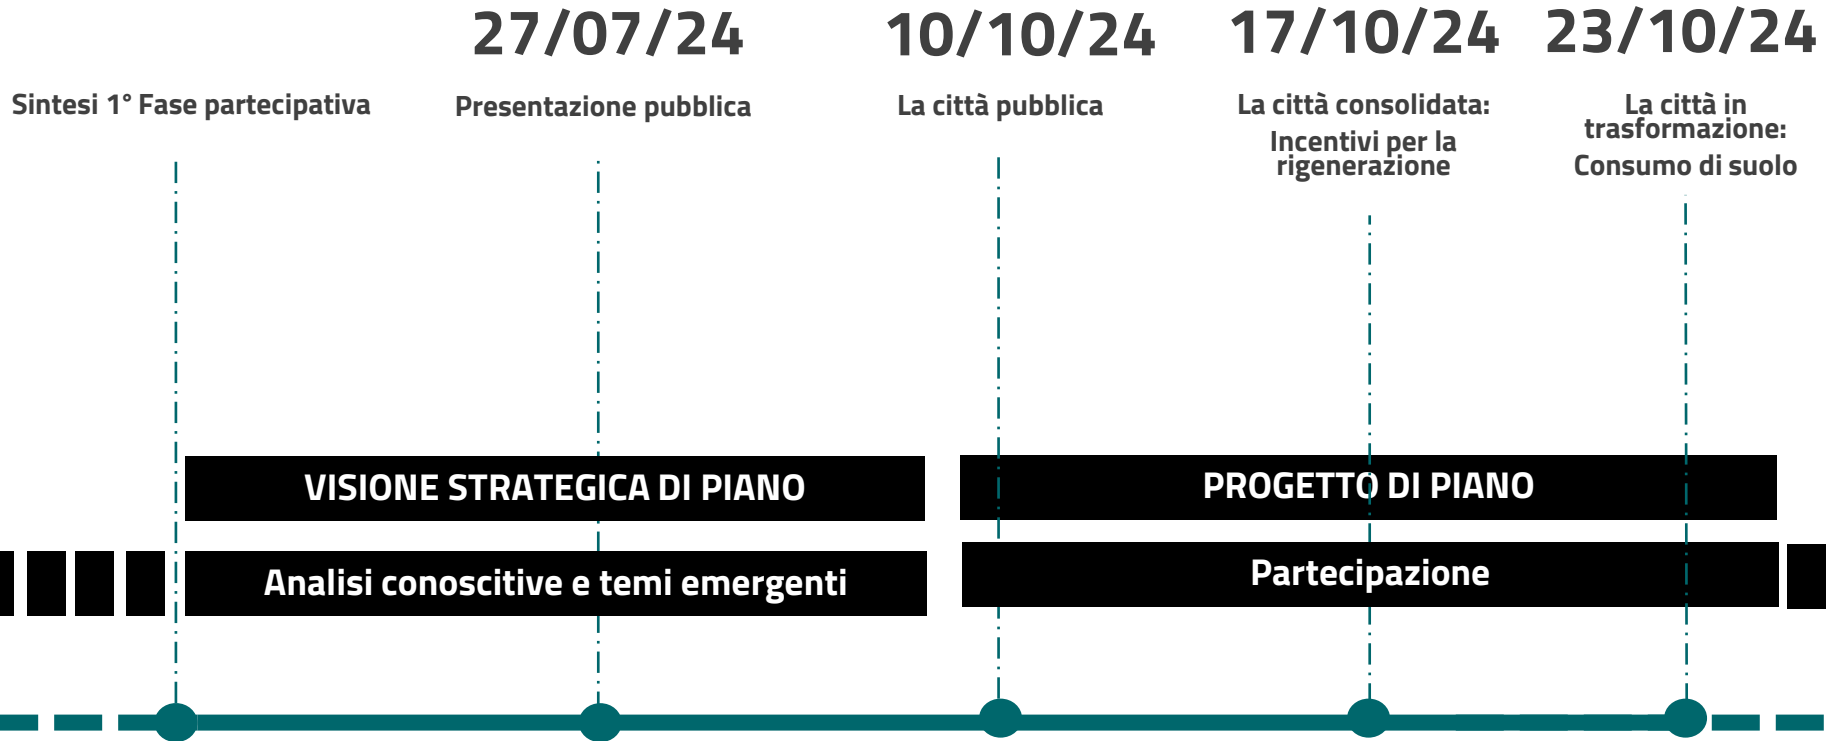 27/07/24
10/10/24
17/10/24
23/10/24
Sintesi 1° Fase partecipativa
Presentazione pubblica
La città pubblica
La città consolidata:
Incentivi per la
rigenerazione
La città in
trasformazione:
Consumo di suolo
VISIONE STRATEGICA DI PIANO
PROGETTO DI PIANO
Analisi conoscitive e temi emergenti
Partecipazione